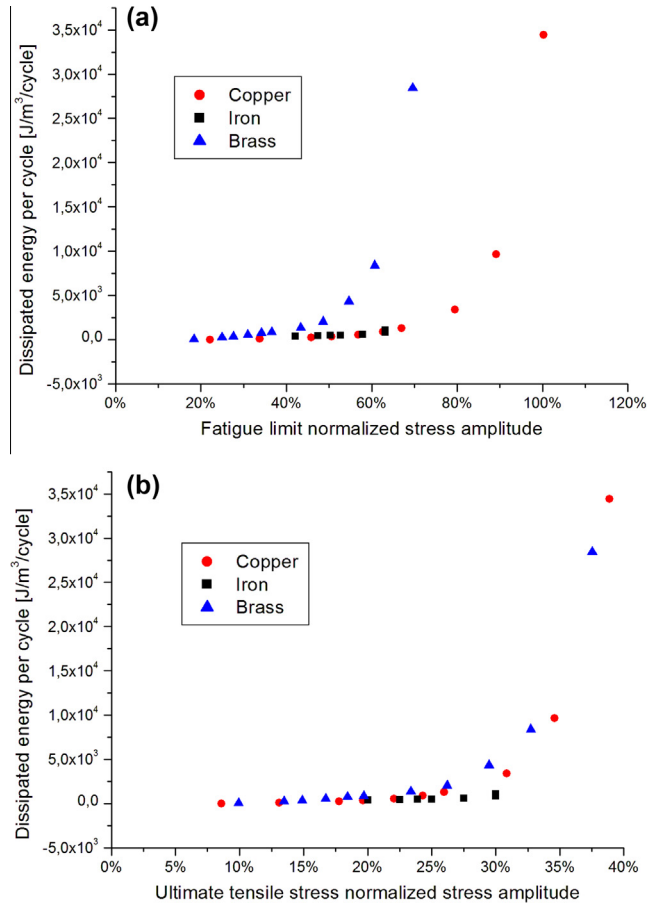 (a)
Dissipated energy per cycle [J/m³/cycle]
3,5x10⁴
3,0x10⁴
2,5x10⁴
2,0x10⁴
1,5x10⁴
1,0x10⁴
5,0x10³
0,0
-5,0x10³
Copper
Iron
Brass
0% 20% 40% 60% 80% 100% 120%
Fatigue limit normalized stress amplitude
(b)
Dissipated energy per cycle [J/m³/cycle]
3,5x10⁴
3,0x10⁴
2,5x10⁴
2,0x10⁴
1,5x10⁴
1,0x10⁴
5,0x10³
0,0
-5,0x10³
Copper
Iron
Brass
0% 5% 10% 15% 20% 25% 30% 35% 40%
Ultimate tensile stress normalized stress amplitude